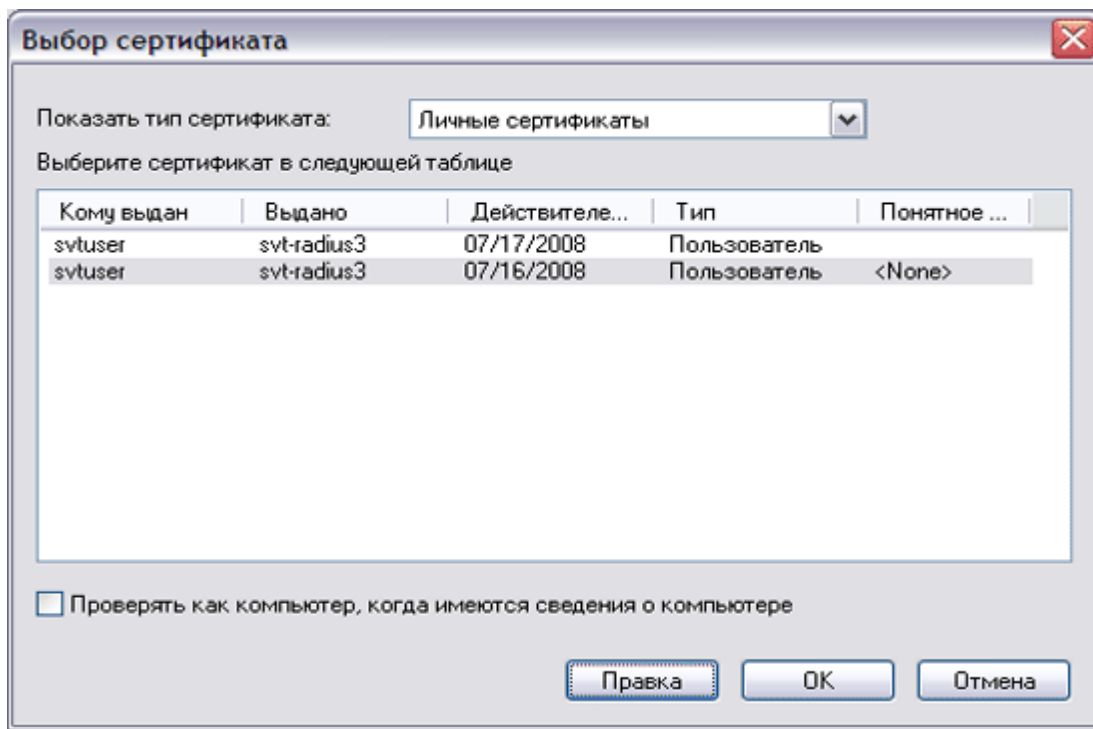 Выбор сертификата
Показать тип сертификата: Личные сертификаты
Выберите сертификат в следующей таблице
Кому выдан Выдано Действителе... Тип Понятное ...
svtuser svt-radius3 07/17/2008 Пользователь
svtuser svt-radius3 07/16/2008 Пользователь <None>
Проверять как компьютер, когда имеются сведения о компьютере
Правка OK Отмена